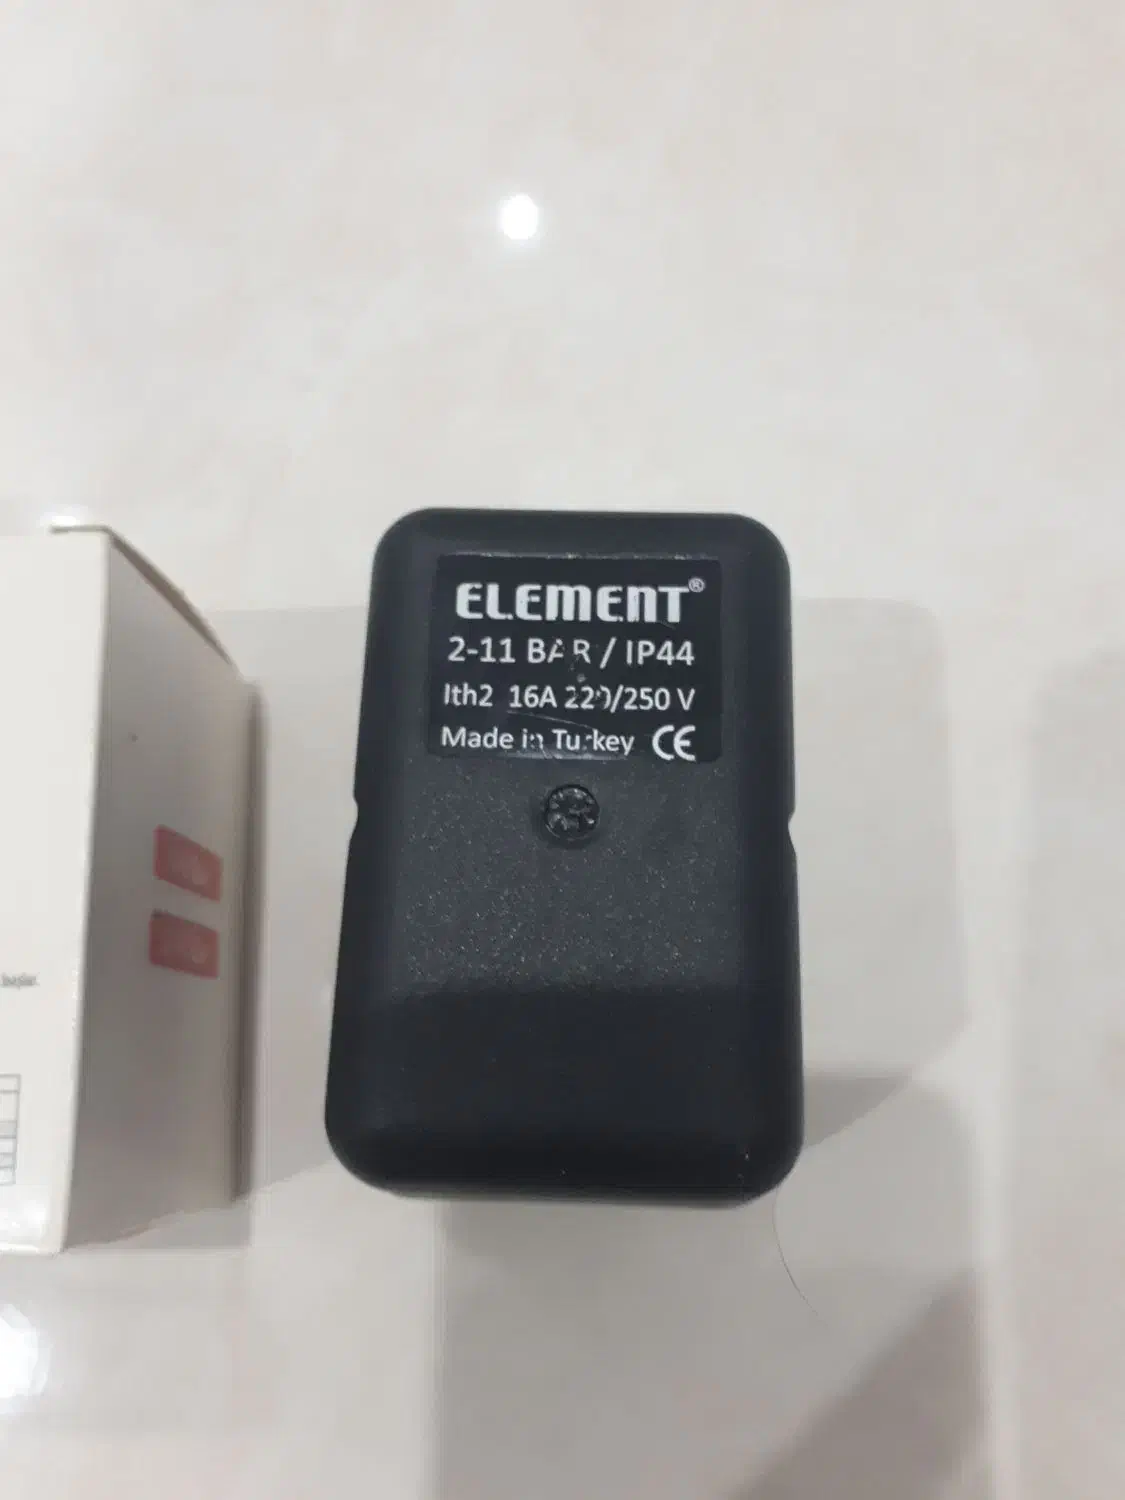 ELEMENT®
2-11 BAR / IP44
Ith2 16A 220/250 V
Made in Turkey CE